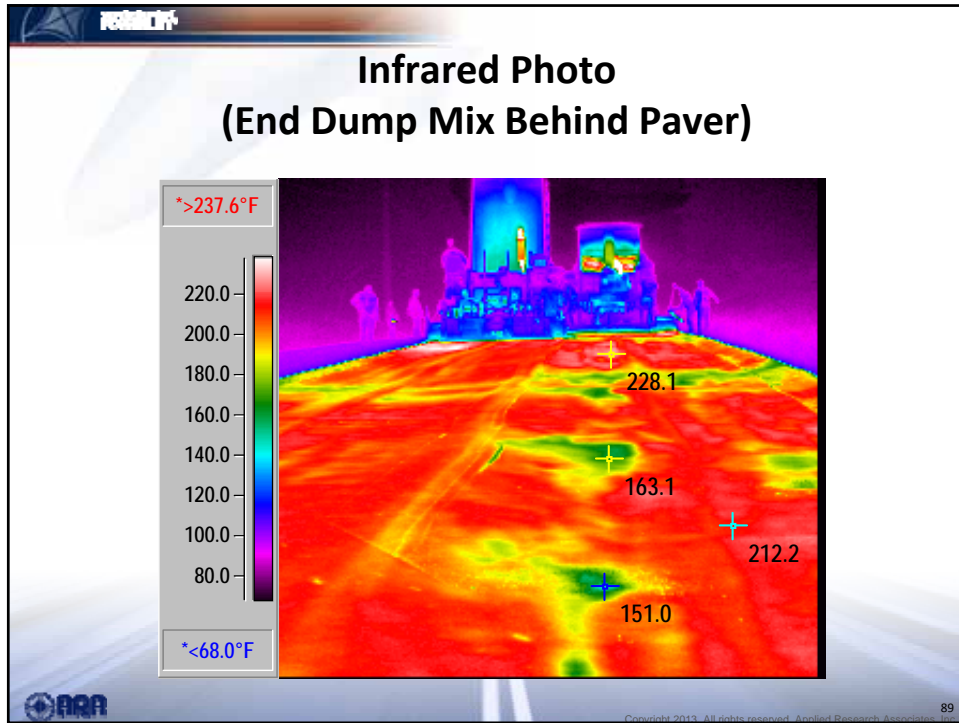 Infrared Photo
(End Dump Mix Behind Paver)
*>237.6°F
220.0
200.0
180.0
160.0
140.0
120.0
100.0
80.0
*<68.0°F
228.1
163.1
212.2
151.0
ARA
89
Copyright 2013. All rights reserved. Applied Research Associates, Inc.